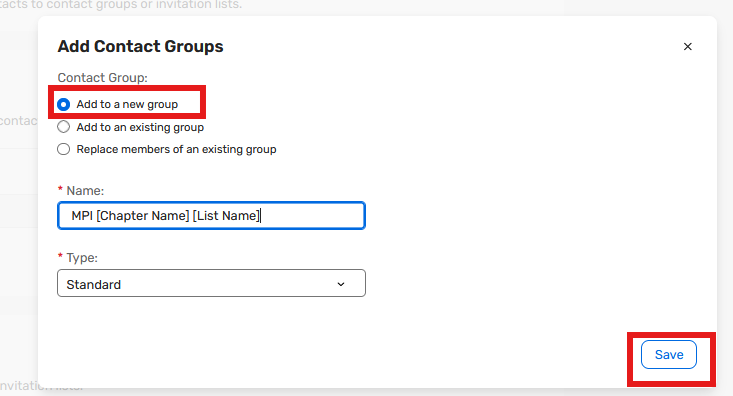 tacts to contact groups or invitation lists.
Add Contact Groups
Contact Group:
contac
Add to a new group
Add to an existing group
Replace members of an existing group
* Name:
MPI [Chapter Name] [List Name]
* Type:
Standard
Save
nvitation lists.